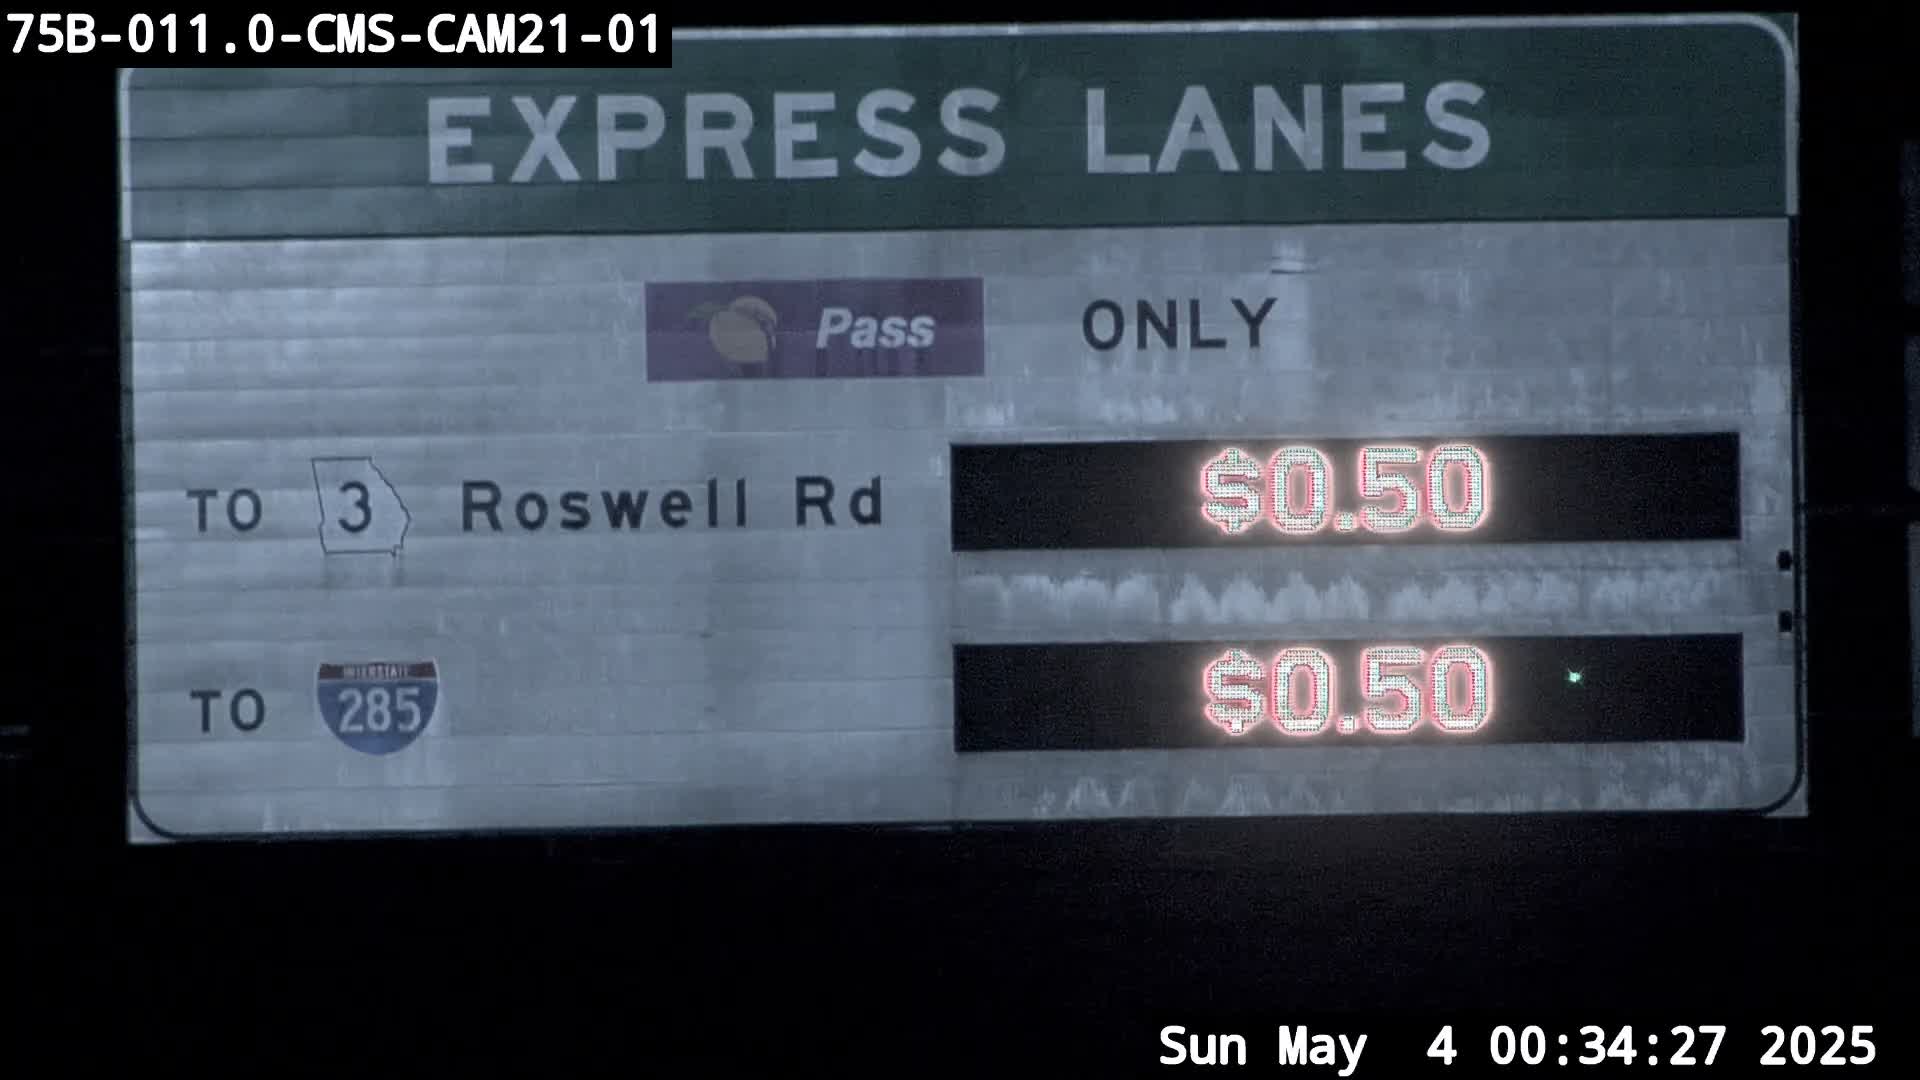 75B-011.0-CMS-CAM21-01
EXPRESS LANES
Pass ONLY
TO 3 Roswell Rd $0.50
TO INTERSTATE 285 $0.50
Sun May 4 00:34:27 2025